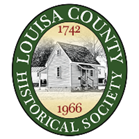 LOUISA COUNTY
1742
1966
HISTORICAL SOCIETY